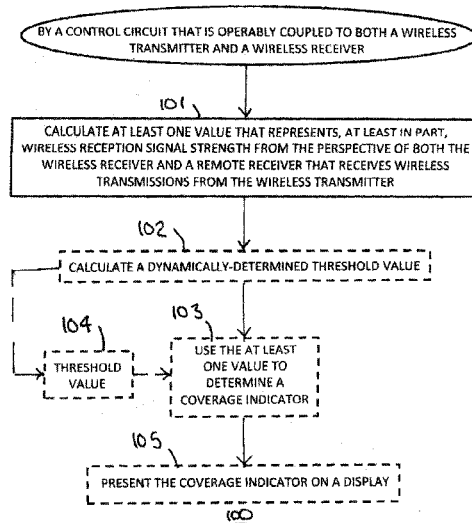 BY A CONTROL CIRCUIT THAT IS OPERABLY COUPLED TO BOTH A WIRELESS
TRANSMITTER AND A WIRELESS RECEIVER
101
CALCULATE AT LEAST ONE VALUE THAT REPRESENTS, AT LEAST IN PART,
WIRELESS RECEPTION SIGNAL STRENGTH FROM THE PERSPECTIVE OF BOTH THE
WIRELESS RECEIVER AND A REMOTE RECEIVER THAT RECEIVES WIRELESS
TRANSMISSIONS FROM THE WIRELESS TRANSMITTER
102
CALCULATE A DYNAMICALLY-DETERMINED THRESHOLD VALUE
104
THRESHOLD
VALUE
103
USE THE AT LEAST
ONE VALUE TO
DETERMINE A
COVERAGE INDICATOR
105
PRESENT THE COVERAGE INDICATOR ON A DISPLAY
100